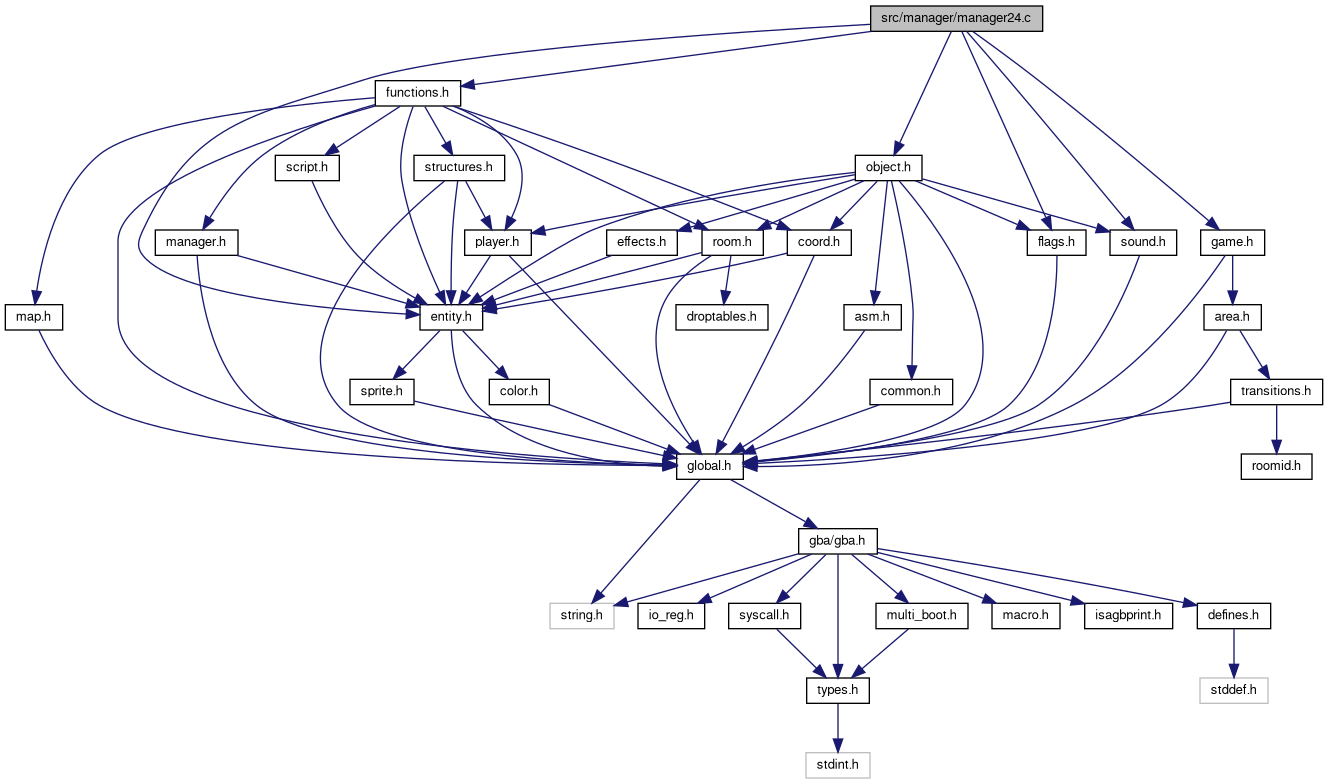 src/manager/manager24.c
functions.h
script.h
structures.h
object.h
manager.h
player.h
effects.h
room.h
coord.h
flags.h
sound.h
game.h
map.h
entity.h
droptables.h
asm.h
area.h
sprite.h
color.h
common.h
transitions.h
global.h
roomid.h
gba/gba.h
string.h
io_reg.h
syscall.h
multi_boot.h
macro.h
isagbprint.h
defines.h
types.h
stddef.h
stdint.h